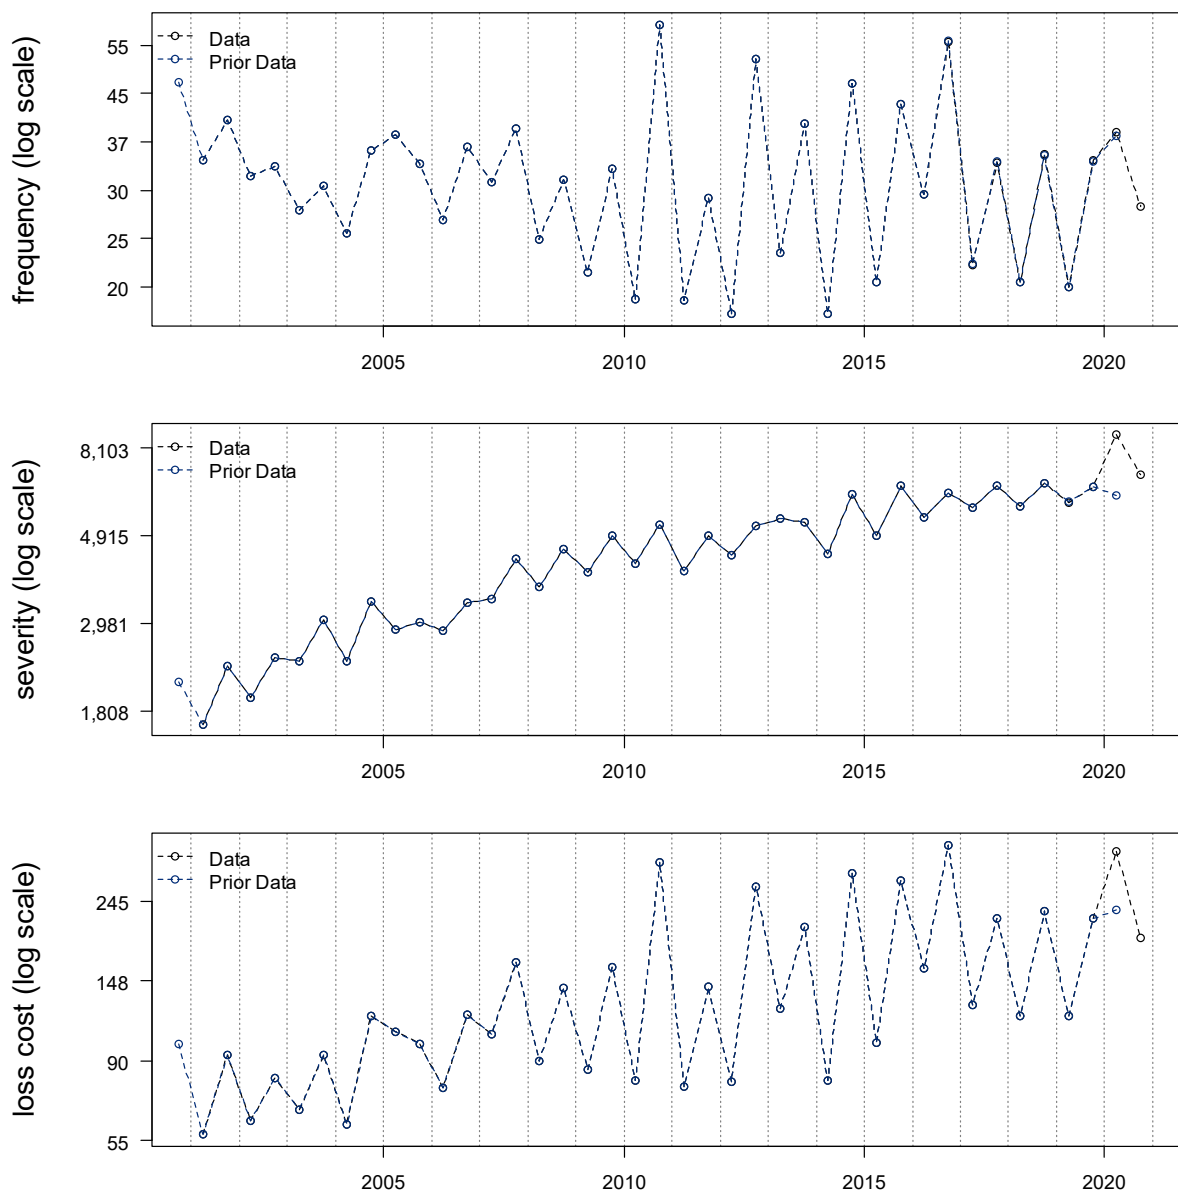 frequency (log scale)
Data
Prior Data
55
45
37
30
25
20
2005 2010 2015 2020
severity (log scale)
Data
Prior Data
8,103
4,915
2,981
1,808
2005 2010 2015 2020
loss cost (log scale)
Data
Prior Data
245
148
90
55
2005 2010 2015 2020